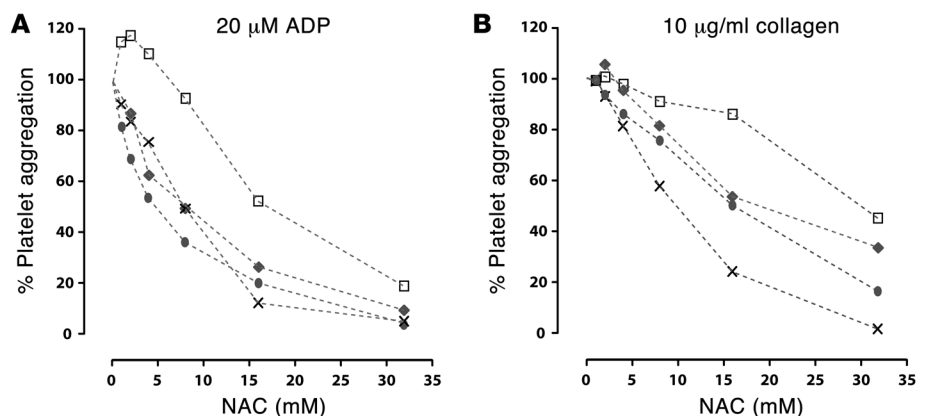 A
20 µM ADP
% Platelet aggregation
120
100
80
60
40
20
0
0 5 10 15 20 25 30 35
NAC (mM)
B
10 µg/ml collagen
% Platelet aggregation
120
100
80
60
40
20
0
0 5 10 15 20 25 30 35
NAC (mM)